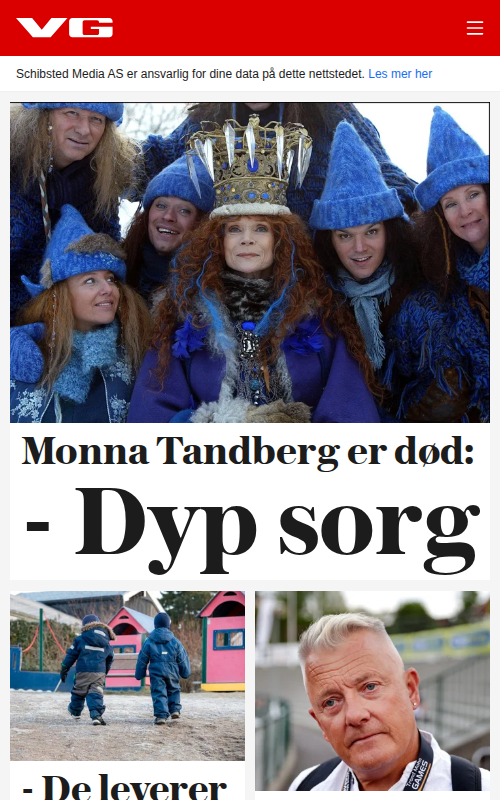 VG
Schibsted Media AS er ansvarlig for dine data på dette nettstedet. Les mer her
Monna Tandberg er død:
- Dyp sorg
- De leverer
GAMES